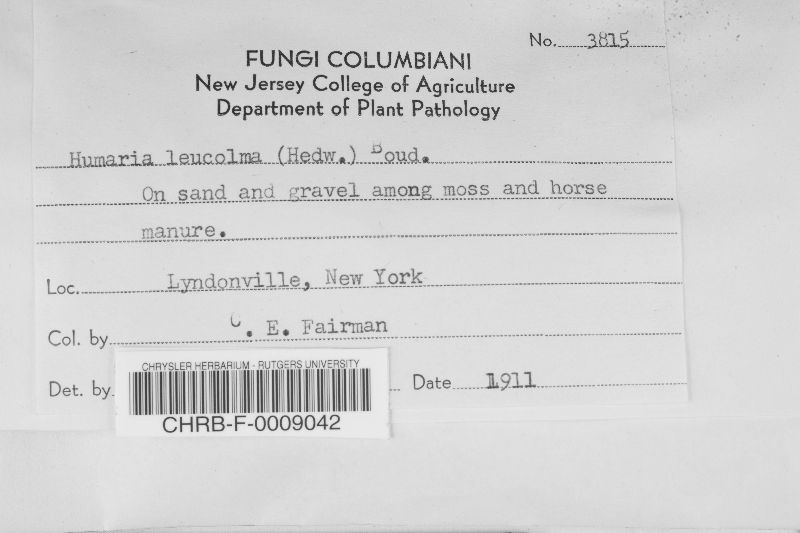 No. 3815
FUNGI COLUMBIANI
New Jersey College of Agriculture
Department of Plant Pathology
Humaria leucolma (Hedw.) Boud.
On sand and gravel among moss and horse
manure.
Loc. Lyndonville, New York
Col. by C. E. Fairman
Det. by Date 1911
CHRYSLER HERBARIUM - RUTGERS UNIVERSITY
CHRB-F-0009042